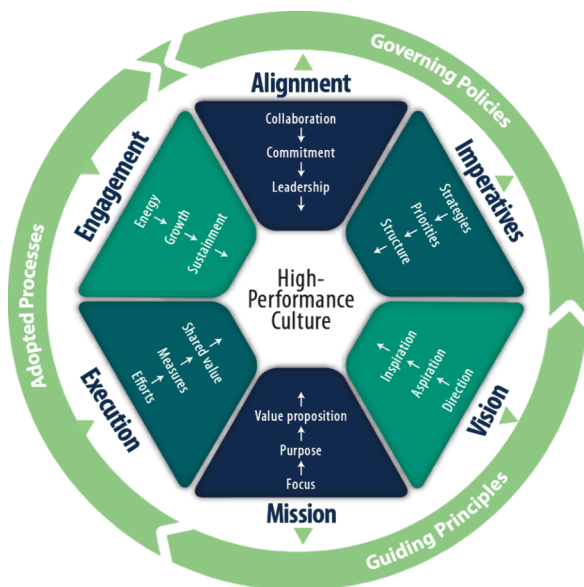 Governing Policies
Alignment
Collaboration
Commitment
Leadership
Imperatives
Strategies
Priorities
Structure
Engagement
Energy
Growth
Sustainment
High-
Performance
Culture
Adopted Processes
Execution
Efforts
Measures
Shared value
Vision
Inspiration
Aspiration
Direction
Value proposition
Purpose
Focus
Mission
Guiding Principles